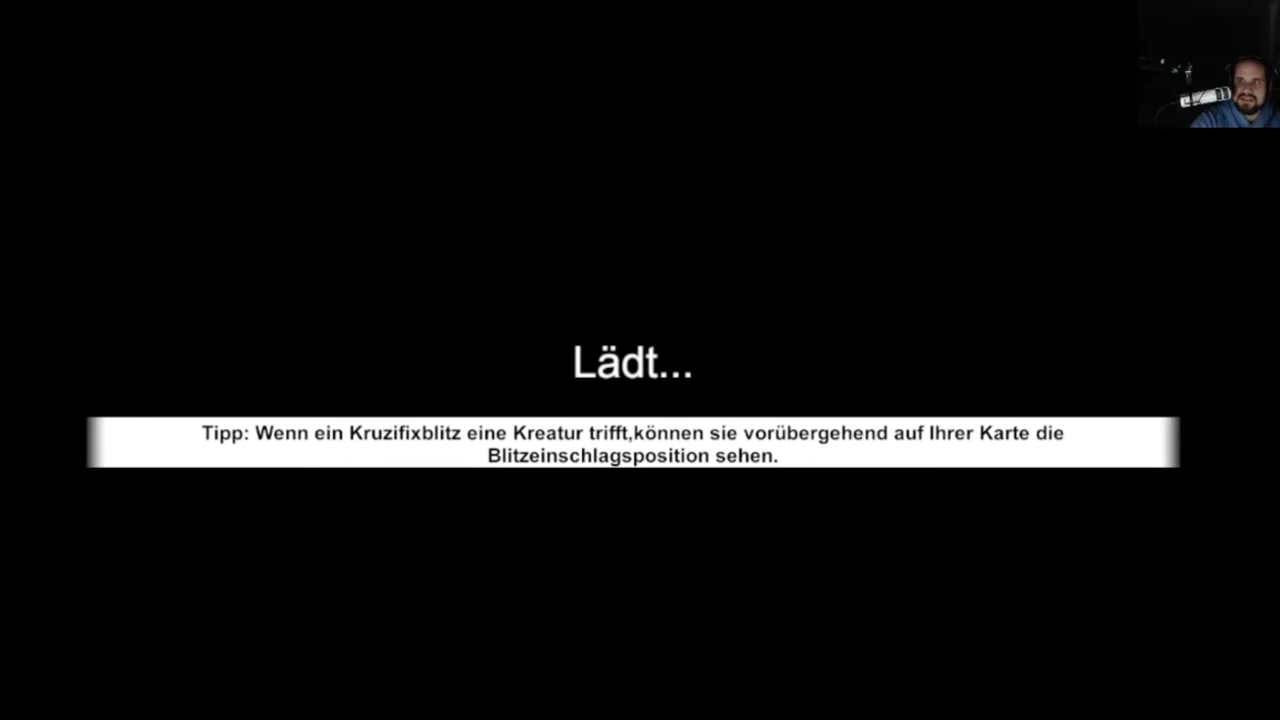 Lädt...
Tipp: Wenn ein Kruzifixblitz eine Kreatur trifft,können sie vorübergehend auf Ihrer Karte die
Blitzeinschlagsposition sehen.